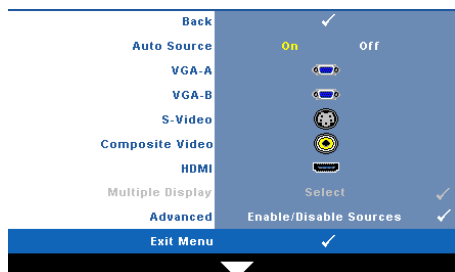 Back
Auto Source On Off
VGA-A
VGA-B
S-Video
Composite Video
HDMI
Multiple Display Select
Advanced Enable/Disable Sources
Exit Menu